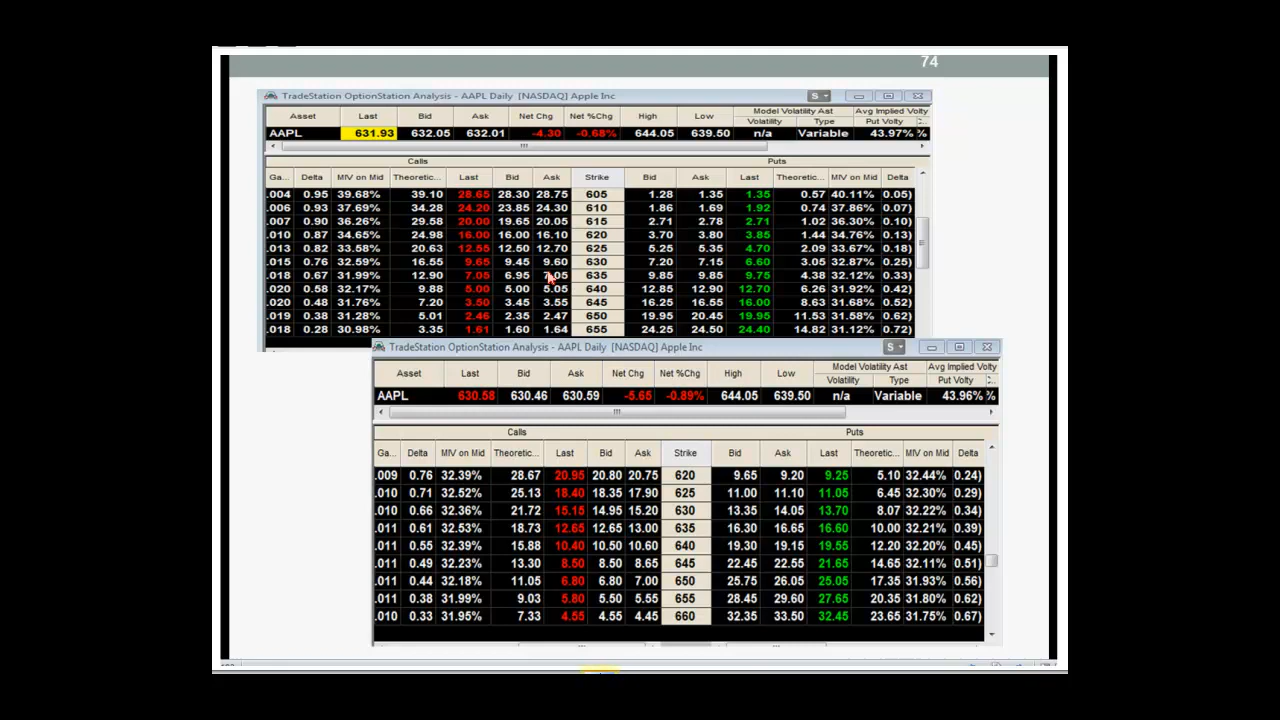 74
TradeStation OptionStation Analysis - AAPL Daily [NASDAQ] Apple Inc S
Model Volatility Ast Avg Implied Volty
Asset Last Bid Ask Net Chg Net %Chg High Low Volatility Type Put Volty
AAPL 631.93 632.05 632.01 -4.30 -0.68% 644.05 639.50 n/a Variable 43.97% %
Calls Puts
Ga... Delta MIV on Mid Theoretic... Last Bid Ask Strike Bid Ask Last Theoretic... MIV on Mid Delta
.004 0.95 39.68% 39.10 28.65 28.30 28.75 605 1.28 1.35 1.35 0.57 40.11% 0.05)
.006 0.93 37.69% 34.28 24.20 23.85 24.30 610 1.86 1.69 1.92 0.74 37.86% 0.07)
.007 0.90 36.26% 29.58 20.00 19.65 20.05 615 2.71 2.78 2.71 1.02 36.30% 0.10)
.010 0.87 34.65% 24.98 16.00 16.00 16.10 620 3.70 3.80 3.85 1.44 34.76% 0.13)
.013 0.82 33.58% 20.63 12.55 12.50 12.70 625 5.25 5.35 4.70 2.09 33.67% 0.18)
.015 0.76 32.59% 16.55 9.65 9.45 9.60 630 7.20 7.15 6.60 3.05 32.87% 0.25)
.018 0.67 31.99% 12.90 7.05 6.95 7.05 635 9.85 9.85 9.75 4.38 32.12% 0.33)
.020 0.58 32.17% 9.88 5.00 5.00 5.05 640 12.85 12.90 12.70 6.26 31.92% 0.42)
.020 0.48 31.76% 7.20 3.50 3.45 3.55 645 16.25 16.55 16.00 8.63 31.68% 0.52)
.019 0.38 31.28% 5.01 2.46 2.35 2.47 650 19.95 20.45 19.95 11.53 31.58% 0.62)
.018 0.28 30.98% 3.35 1.61 1.60 1.64 655 24.25 24.50 24.40 14.82 31.12% 0.72)
TradeStation OptionStation Analysis - AAPL Daily [NASDAQ] Apple Inc S
Model Volatility Ast Avg Implied Volty
Asset Last Bid Ask Net Chg Net %Chg High Low Volatility Type Put Volty
AAPL 630.58 630.46 630.59 -5.65 -0.89% 644.05 639.50 n/a Variable 43.96% %
Calls Puts
Ga... Delta MIV on Mid Theoretic... Last Bid Ask Strike Bid Ask Last Theoretic... MIV on Mid Delta
.009 0.76 32.39% 28.67 20.95 20.80 20.75 620 9.65 9.20 9.25 5.10 32.44% 0.24)
.010 0.71 32.52% 25.13 18.40 18.35 17.90 625 11.00 11.10 11.05 6.45 32.30% 0.29)
.010 0.66 32.36% 21.72 15.15 14.95 15.20 630 13.35 14.05 13.70 8.07 32.22% 0.34)
.011 0.61 32.53% 18.73 12.65 12.65 13.00 635 16.30 16.65 16.60 10.00 32.21% 0.39)
.011 0.55 32.39% 15.88 10.40 10.50 10.60 640 19.30 19.15 19.55 12.20 32.20% 0.45)
.011 0.49 32.23% 13.30 8.50 8.50 8.65 645 22.45 22.55 21.65 14.65 32.11% 0.51)
.011 0.44 32.18% 11.05 6.80 6.80 7.00 650 25.75 26.05 25.05 17.35 31.93% 0.56)
.011 0.38 31.99% 9.03 5.80 5.50 5.55 655 28.45 29.60 27.65 20.35 31.80% 0.62)
.010 0.33 31.95% 7.33 4.55 4.55 4.45 660 32.35 33.50 32.45 23.65 31.75% 0.67)